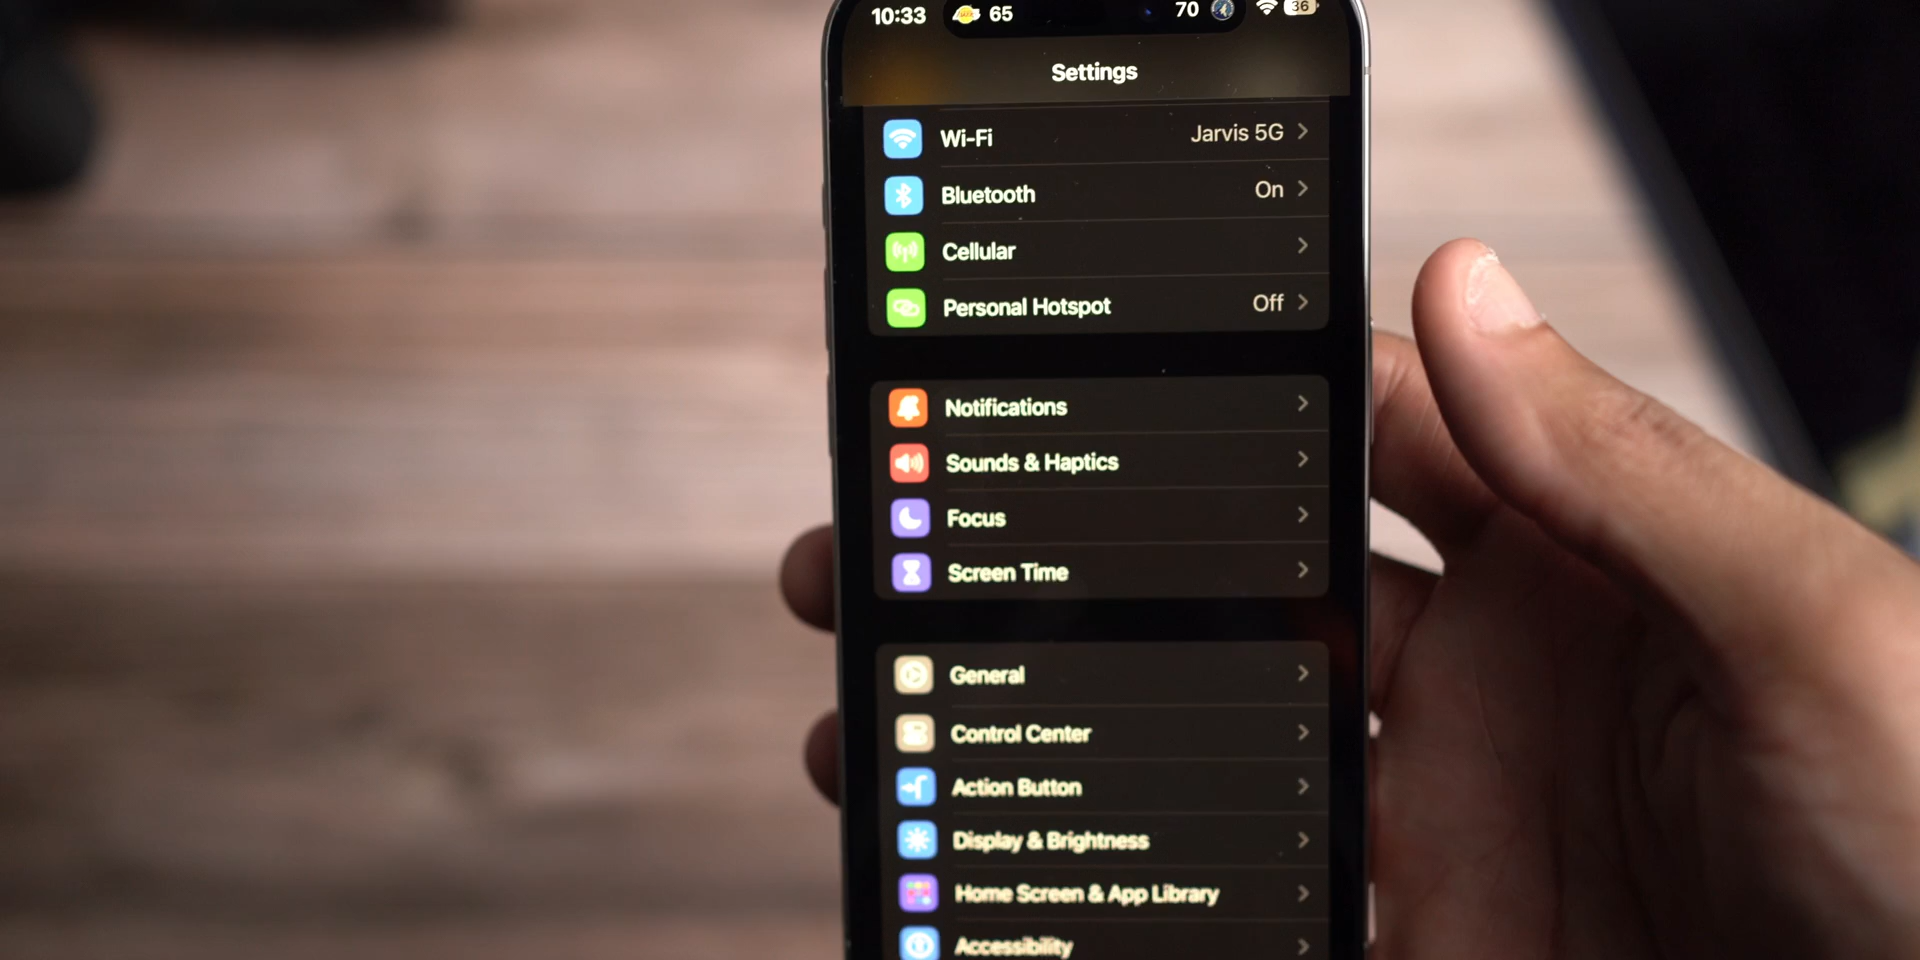 10:33 65 70 36
Settings
Wi-Fi Jarvis 5G
Bluetooth On
Cellular
Personal Hotspot Off
Notifications
Sounds & Haptics
Focus
Screen Time
General
Control Center
Action Button
Display & Brightness
Home Screen & App Library
Accessibility